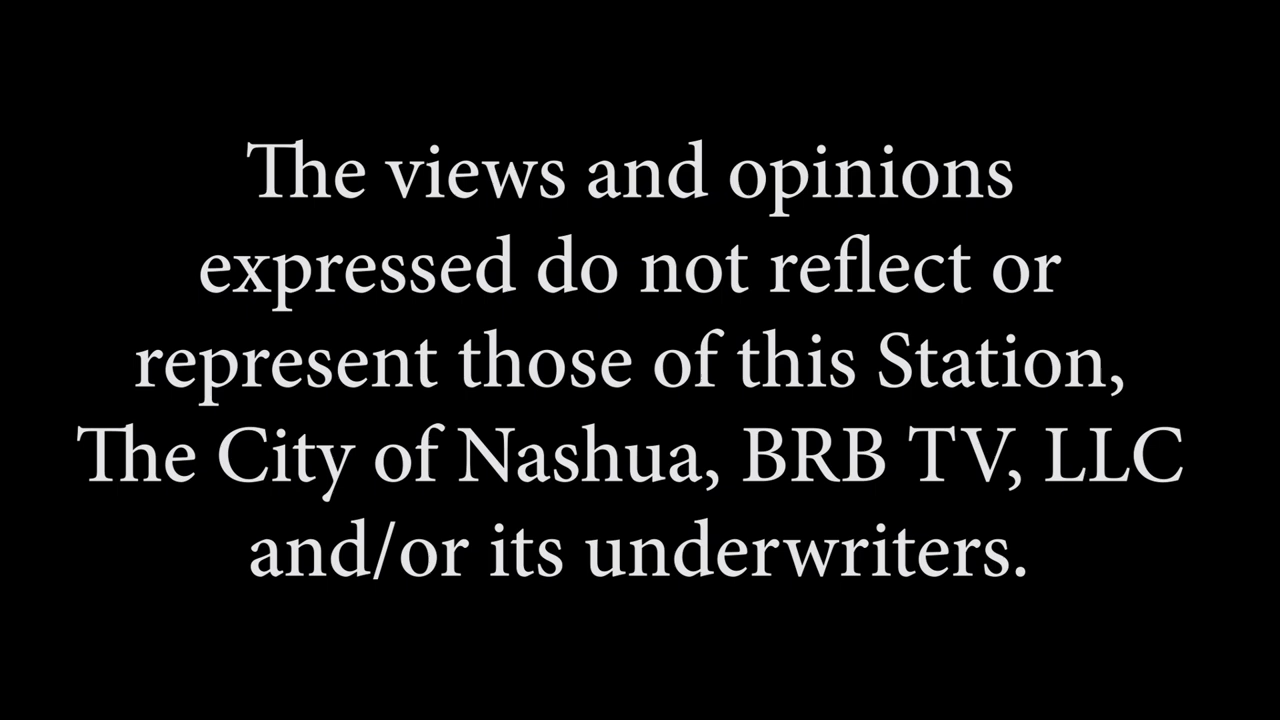 The views and opinions
expressed do not reflect or
represent those of this Station,
The City of Nashua, BRB TV, LLC
and/or its underwriters.